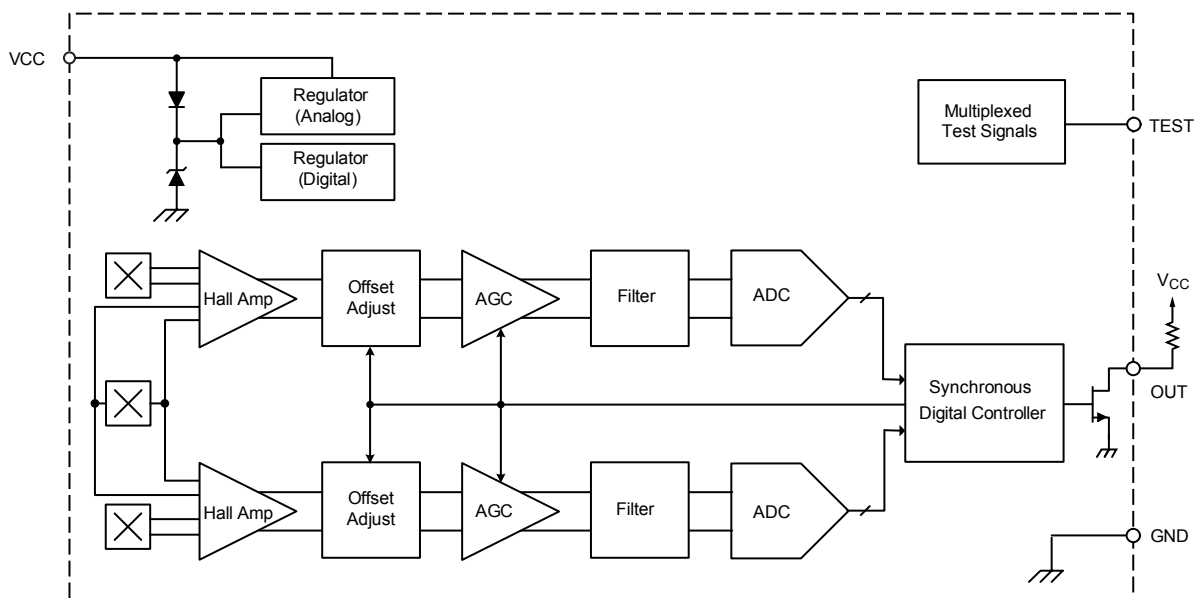 VCC
Regulator
(Analog)
Regulator
(Digital)
Multiplexed
Test Signals
TEST
Hall Amp
Offset
Adjust
AGC
Filter
ADC
VCC
Synchronous
Digital Controller
OUT
Hall Amp
Offset
Adjust
AGC
Filter
ADC
GND